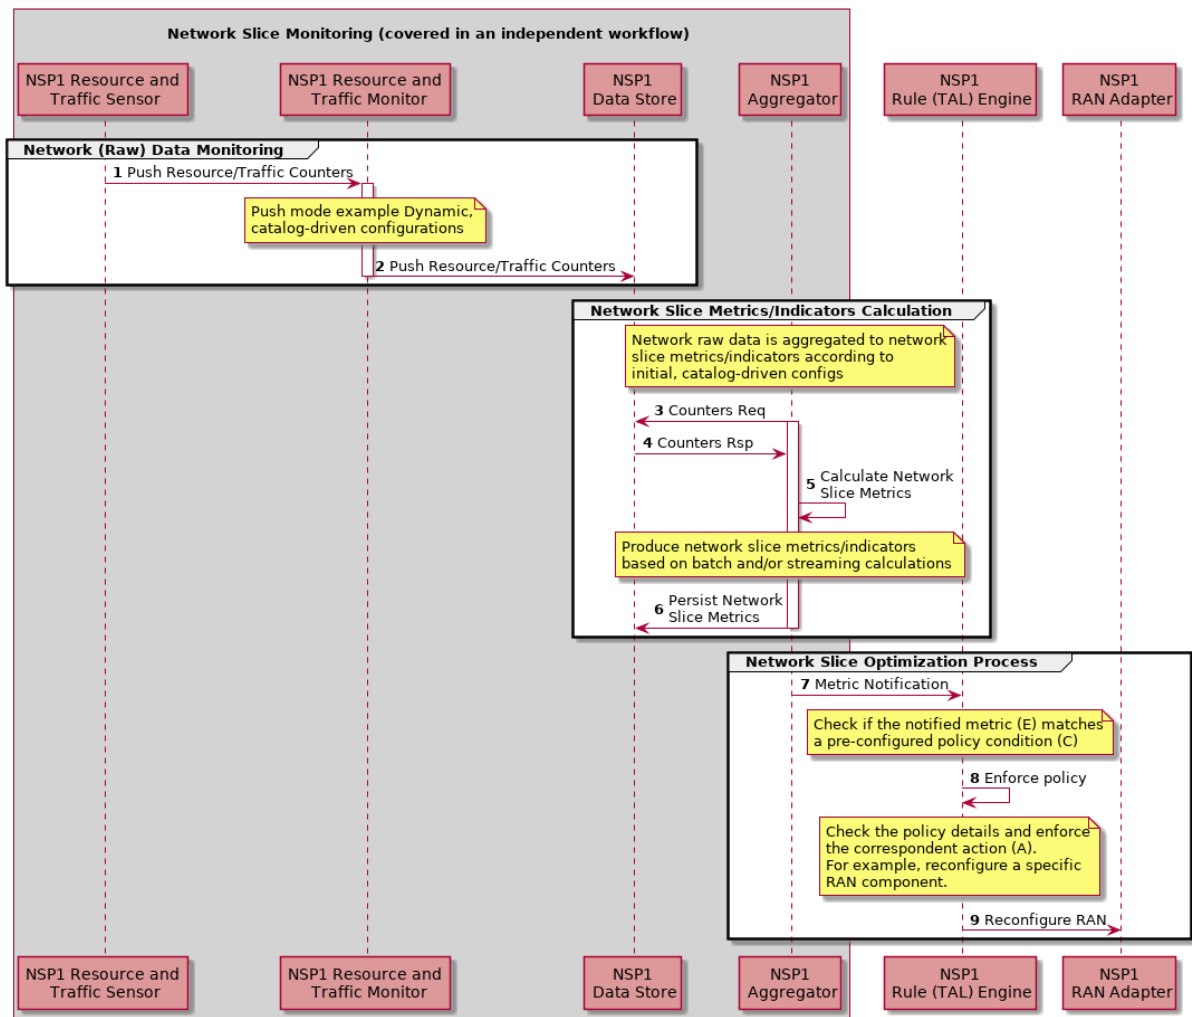 Network Slice Monitoring (covered in an independent workflow)
NSP1 Resource and
Traffic Sensor
NSP1 Resource and
Traffic Monitor
NSP1
Data Store
NSP1
Aggregator
NSP1
Rule (TAL) Engine
NSP1
RAN Adapter
Network (Raw) Data Monitoring
1 Push Resource/Traffic Counters
Push mode example Dynamic,
catalog-driven configurations
2 Push Resource/Traffic Counters
Network Slice Metrics/Indicators Calculation
Network raw data is aggregated to network
slice metrics/indicators according to
initial, catalog-driven configs
3 Counters Req
4 Counters Rsp
5 Calculate Network
Slice Metrics
Produce network slice metrics/indicators
based on batch and/or streaming calculations
6 Persist Network
Slice Metrics
Network Slice Optimization Process
7 Metric Notification
Check if the notified metric (E) matches
a pre-configured policy condition (C)
8 Enforce policy
Check the policy details and enforce
the correspondent action (A).
For example, reconfigure a specific
RAN component.
9 Reconfigure RAN
NSP1 Resource and
Traffic Sensor
NSP1 Resource and
Traffic Monitor
NSP1
Data Store
NSP1
Aggregator
NSP1
Rule (TAL) Engine
NSP1
RAN Adapter